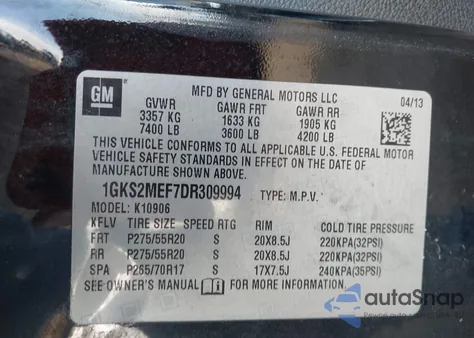 GM
MFD BY GENERAL MOTORS LLC
04/13
GVWR GAWR FRT GAWR RR
3357 KG 1633 KG 1905 KG
7400 LB 3600 LB 4200 LB
THIS VEHICLE CONFORMS TO ALL APPLICABLE U.S. FEDERAL MOTOR
VEHICLE SAFETY STANDARDS IN EFFECT ON THE DATE OF
MANUFACTURE SHOWN ABOVE.
1GKS2MEF7DR309994 TYPE: M.P.V.
MODEL: K10906
KFLV TIRE SIZE SPEED RTG RIM COLD TIRE PRESSURE
FRT P275/55R20 S 20X8.5J 220KPA(32PSI)
RR P275/55R20 S 20X8.5J 220KPA(32PSI)
SPA P265/70R17 S 17X7.5J 240KPA(35PSI)
SEE OWNER'S MANUAL FOR MORE INFORMATION.
autoSnap